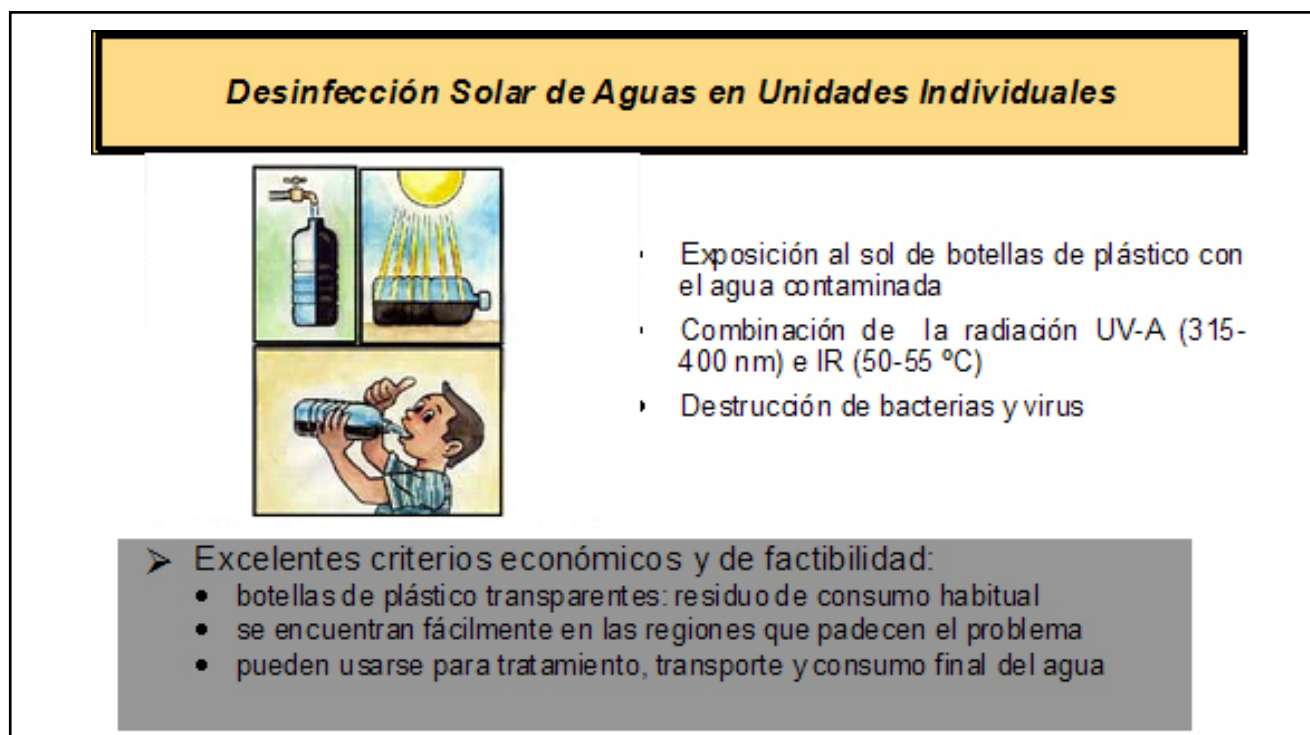 Desinfección Solar de Aguas en Unidades Individuales
• Exposición al sol de botellas de plástico con
el agua contaminada
• Combinación de la radiación UV-A (315-
400 nm) e IR (50-55 ºC)
• Destrucción de bacterias y virus
➢ Excelentes criterios económicos y de factibilidad:
• botellas de plástico transparentes: residuo de consumo habitual
• se encuentran fácilmente en las regiones que padecen el problema
• pueden usarse para tratamiento, transporte y consumo final del agua